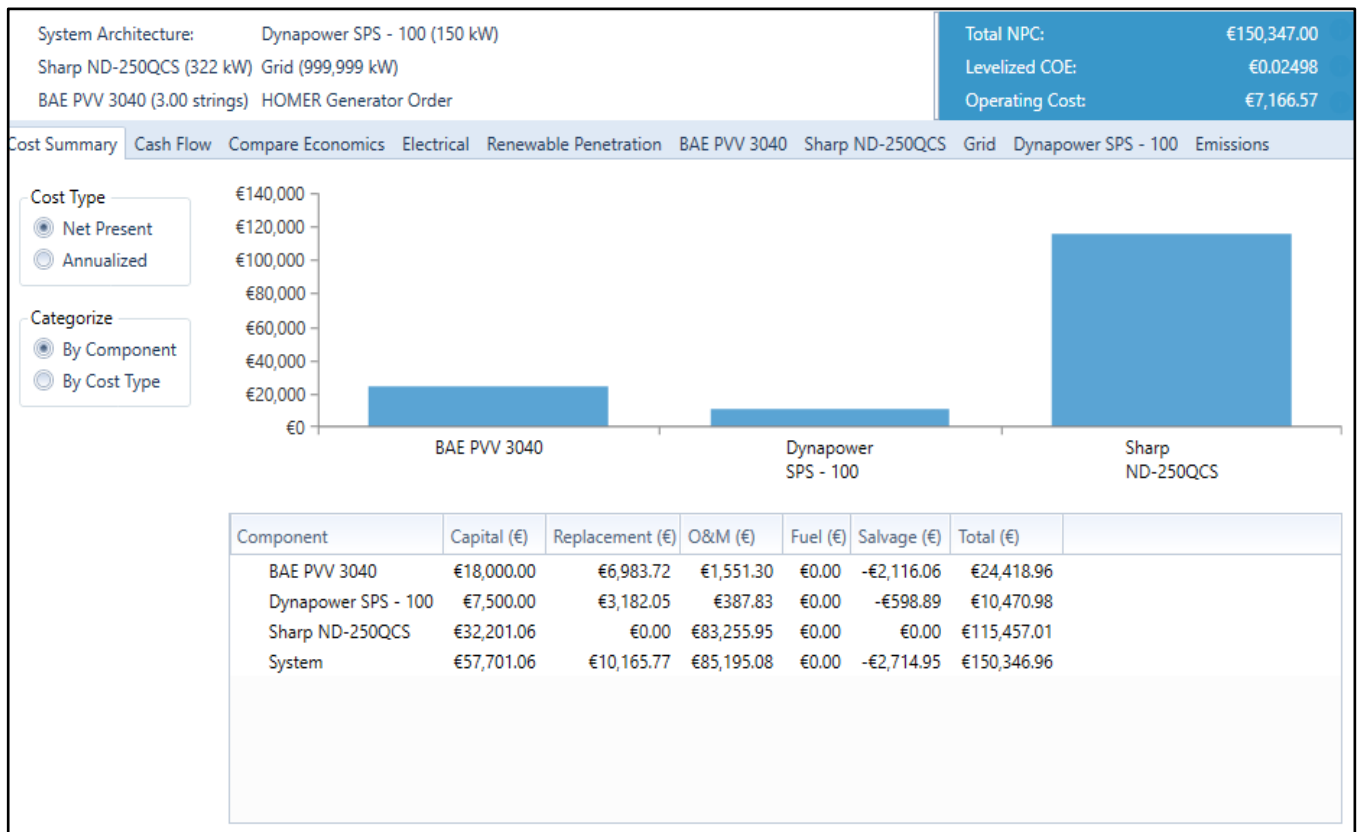 System Architecture: Dynapower SPS - 100 (150 kW)
Sharp ND-250QCS (322 kW) Grid (999,999 kW)
BAE PVV 3040 (3.00 strings) HOMER Generator Order
Total NPC: €150,347.00
Levelized COE: €0.02498
Operating Cost: €7,166.57
Cost Summary Cash Flow Compare Economics Electrical Renewable Penetration BAE PVV 3040 Sharp ND-250QCS Grid Dynapower SPS - 100 Emissions
Cost Type
Net Present
Annualized
Categorize
By Component
By Cost Type
€140,000
€120,000
€100,000
€80,000
€60,000
€40,000
€20,000
€0
BAE PVV 3040
Dynapower
SPS - 100
Sharp
ND-250QCS
Component Capital (€) Replacement (€) O&M (€) Fuel (€) Salvage (€) Total (€)
BAE PVV 3040 €18,000.00 €6,983.72 €1,551.30 €0.00 -€2,116.06 €24,418.96
Dynapower SPS - 100 €7,500.00 €3,182.05 €387.83 €0.00 -€598.89 €10,470.98
Sharp ND-250QCS €32,201.06 €0.00 €83,255.95 €0.00 €0.00 €115,457.01
System €57,701.06 €10,165.77 €85,195.08 €0.00 -€2,714.95 €150,346.96